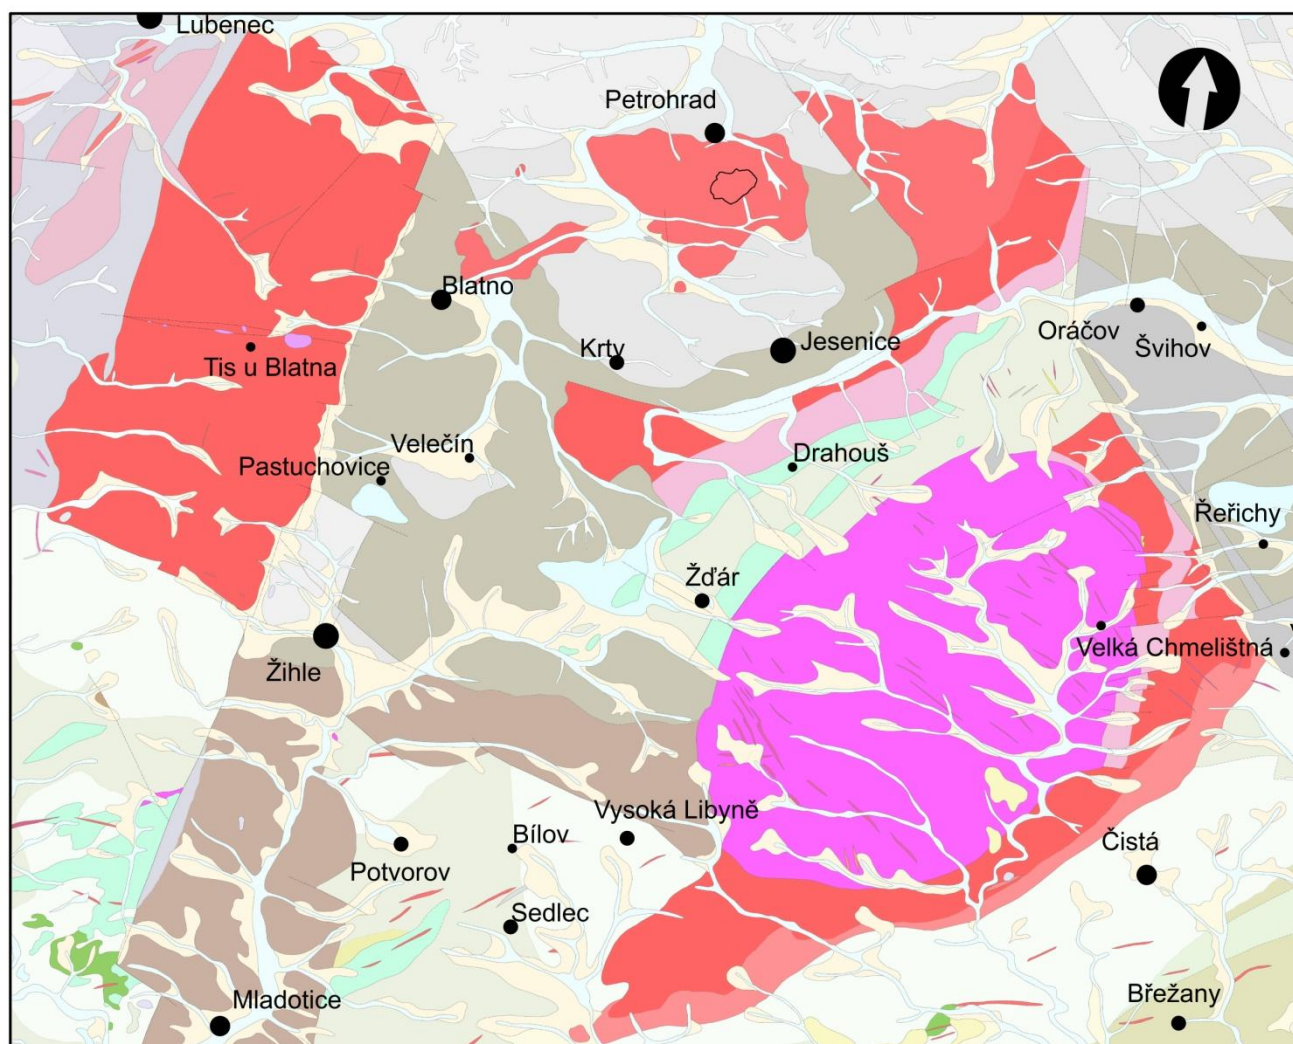 Lubenec
Petrohrad
Blatno
Oráčov
Švihov
Krty
Jesenice
Tis u Blatna
Velečín
Drahouš
Pastuchovice
Řeřichy
Žďár
Velká Chmelištná
Žihle
Vysoká Libyně
Bílov
Čistá
Potvorov
Sedlec
Mladotice
Břežany